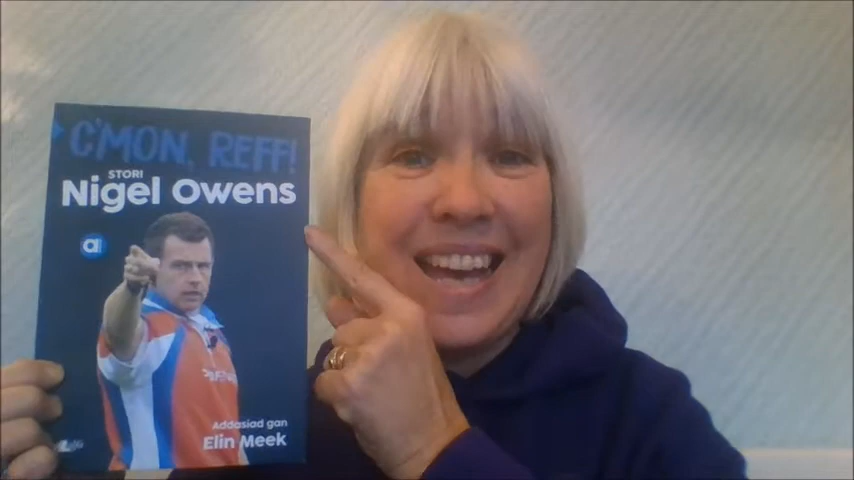 C'MON, REFF!
STORI
Nigel Owens
a
Addasiad gan
Elin Meek